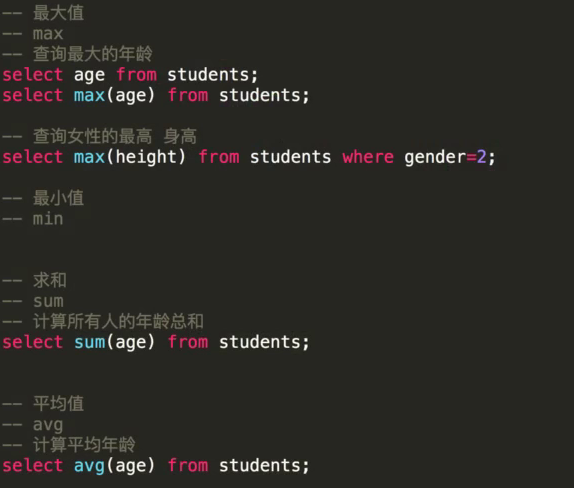 -- 最大值
-- max
-- 查询最大的年龄
select age from students;
select max(age) from students;
-- 查询女性的最高 身高
select max(height) from students where gender=2;
-- 最小值
-- min
-- 求和
-- sum
-- 计算所有人的年龄总和
select sum(age) from students;
-- 平均值
-- avg
-- 计算平均年龄
select avg(age) from students;